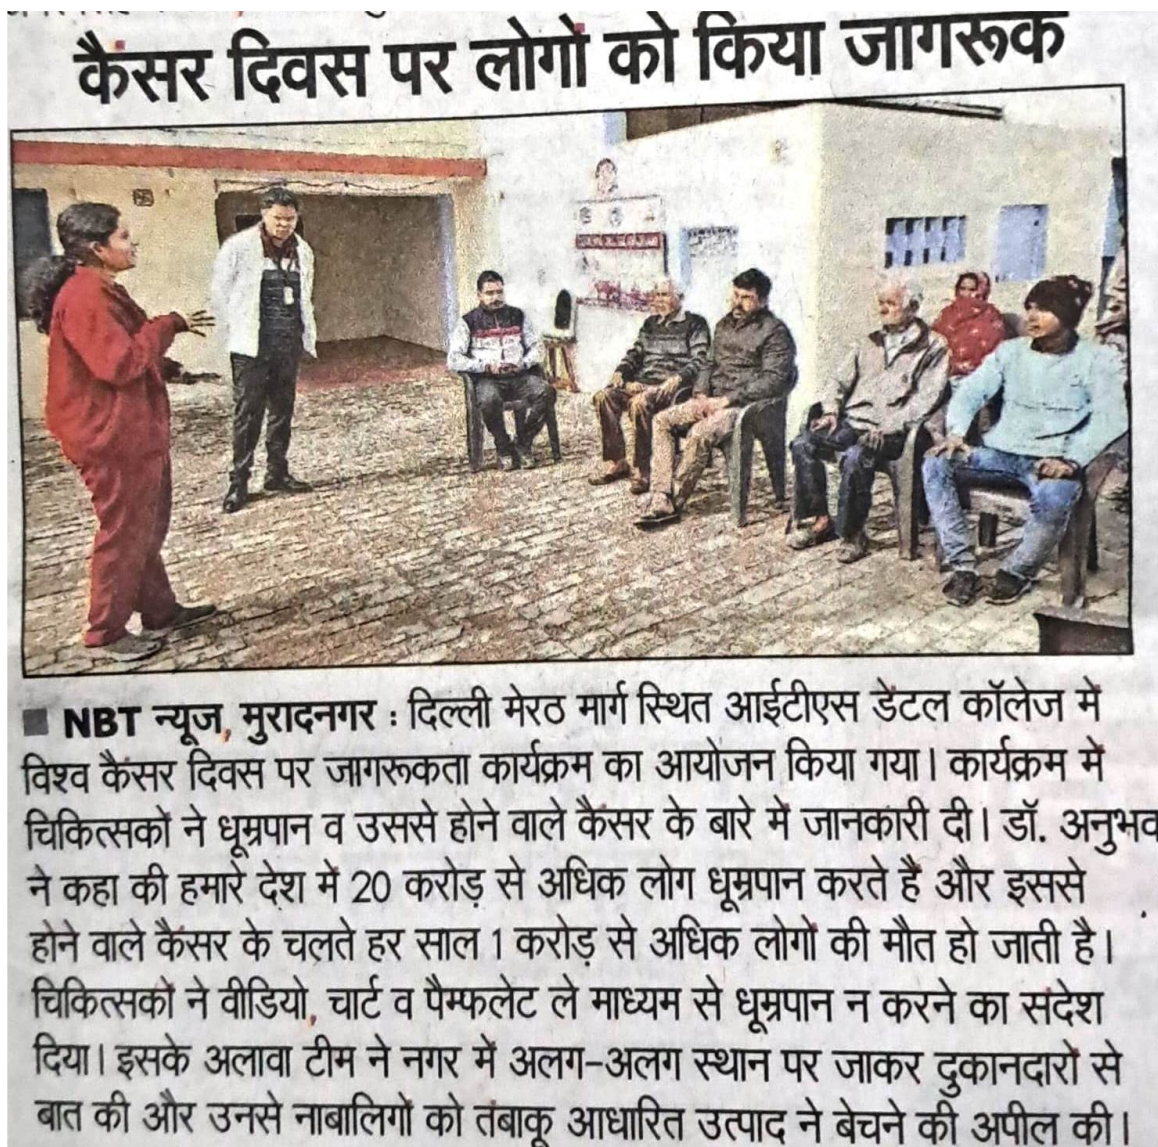 कैंसर दिवस पर लोगों को किया जागरूक
NBT न्यूज, मुरादनगर : दिल्ली मेरठ मार्ग स्थित आईटीएस डेंटल कॉलेज में
विश्व कैंसर दिवस पर जागरूकता कार्यक्रम का आयोजन किया गया। कार्यक्रम में
चिकित्सकों ने धूम्रपान व उससे होने वाले कैंसर के बारे में जानकारी दी। डॉ. अनुभव
ने कहा की हमारे देश में 20 करोड़ से अधिक लोग धूम्रपान करते हैं और इससे
होने वाले कैंसर के चलते हर साल 1 करोड़ से अधिक लोगों की मौत हो जाती है।
चिकित्सकों ने वीडियो, चार्ट व पैम्फलेट ले माध्यम से धूम्रपान न करने का संदेश
दिया। इसके अलावा टीम ने नगर में अलग-अलग स्थान पर जाकर दुकानदारों से
बात की और उनसे नाबालिगों को तंबाकू आधारित उत्पाद ने बेचने की अपील की।